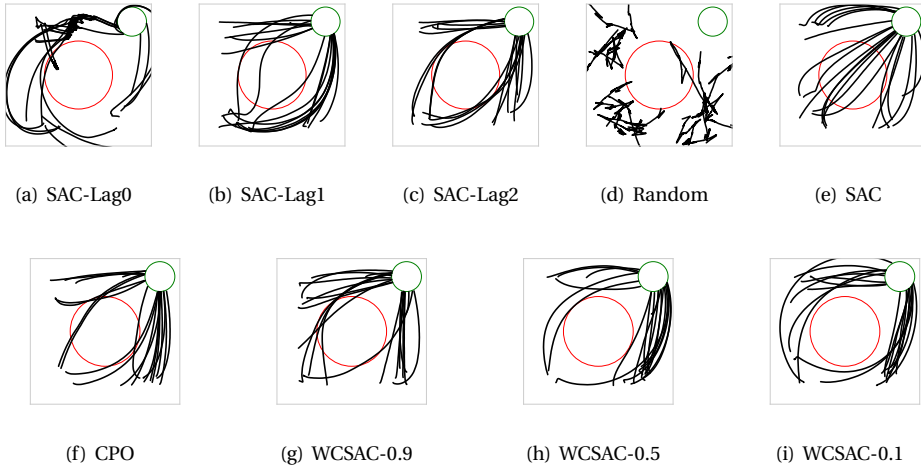 (a) SAC-Lag0 (b) SAC-Lag1 (c) SAC-Lag2 (d) Random (e) SAC
(f) CPO (g) WCSAC-0.9 (h) WCSAC-0.5 (i) WCSAC-0.1